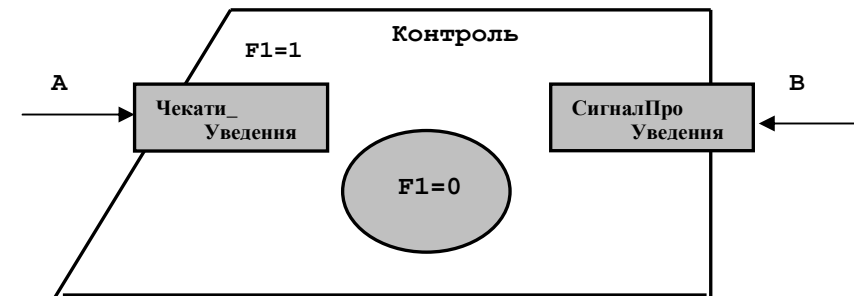 Контроль
F1=1
A
B
Чекати_
Уведення
СигналПро
Уведення
F1=0